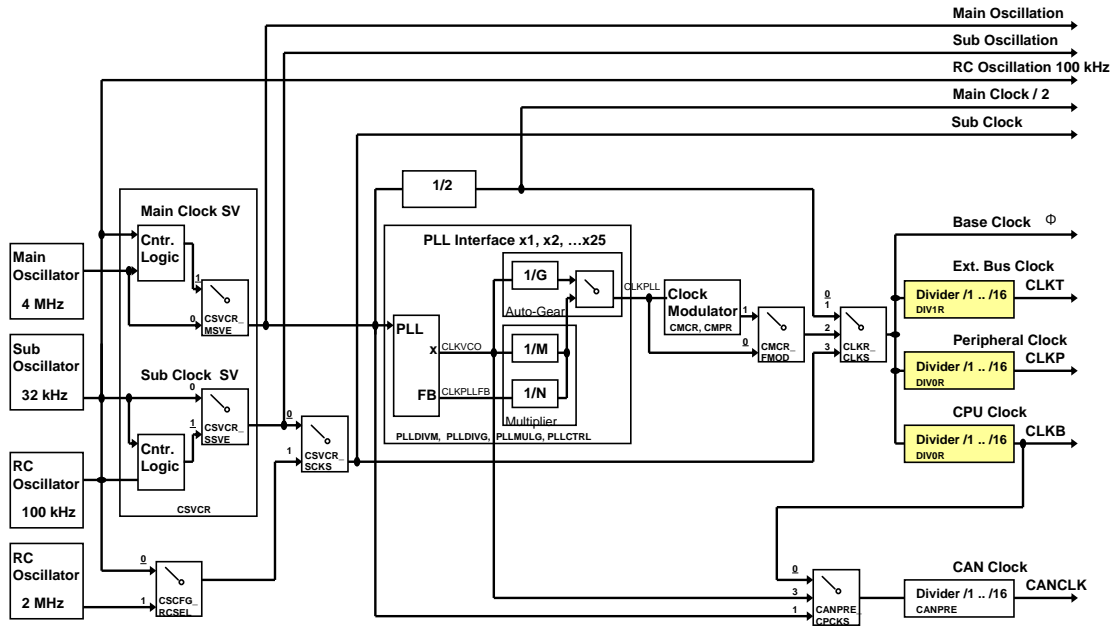 Main Oscillation
Sub Oscillation
RC Oscillation 100 kHz
Main Clock / 2
Sub Clock
1/2
Main Clock SV
Cntr.
Logic
1
0
CSVCR_
MSVE
Main
Oscillator
4 MHz
Sub
Oscillator
32 kHz
Sub Clock SV
0
1
CSVCR_
SSVE
Cntr.
Logic
CSVCR
RC
Oscillator
100 kHz
RC
Oscillator
2 MHz
0
1
CSCFG_
RCSEL
0
1
CSVCR_
SCKS
PLL Interface x1, x2, ...x25
1/G
Auto-Gear
PLL
x
CLKVCO
1/M
FB
CLKPLLFB
1/N
Multiplier
PLLDIVM, PLLDIVG, PLLMULG, PLLCTRL
CLKPLL
Clock
Modulator
CMCR, CMPR
1
0
CMCR_
FMOD
0
1
2
3
CLKR_
CLKS
Base Clock Φ
Ext. Bus Clock
Divider /1 .. /16
DIV1R
CLKT
Peripheral Clock
Divider /1 .. /16
DIV0R
CLKP
CPU Clock
Divider /1 .. /16
DIV0R
CLKB
0
3
1
CANPRE_
CPCKS
CAN Clock
Divider /1 .. /16
CANPRE
CANCLK